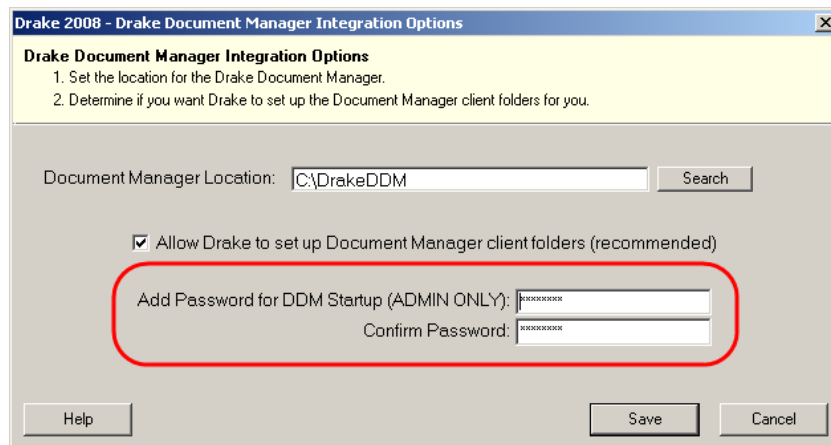 Drake 2008 - Drake Document Manager Integration Options
Drake Document Manager Integration Options
1. Set the location for the Drake Document Manager.
2. Determine if you want Drake to set up the Document Manager client folders for you.
Document Manager Location: C:\DrakeDDM Search
Allow Drake to set up Document Manager client folders (recommended)
Add Password for DDM Startup (ADMIN ONLY): ********
Confirm Password: ********
Help Save Cancel